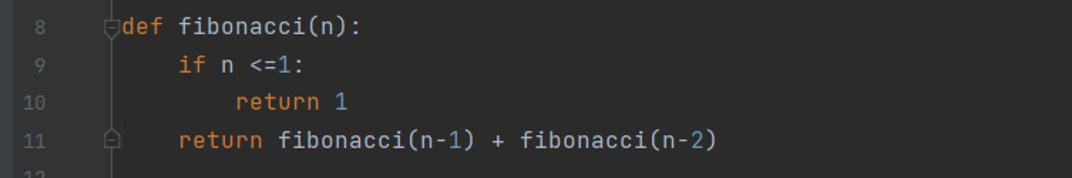 8 def fibonacci(n):
9     if n <=1:
10         return 1
11     return fibonacci(n-1) + fibonacci(n-2)